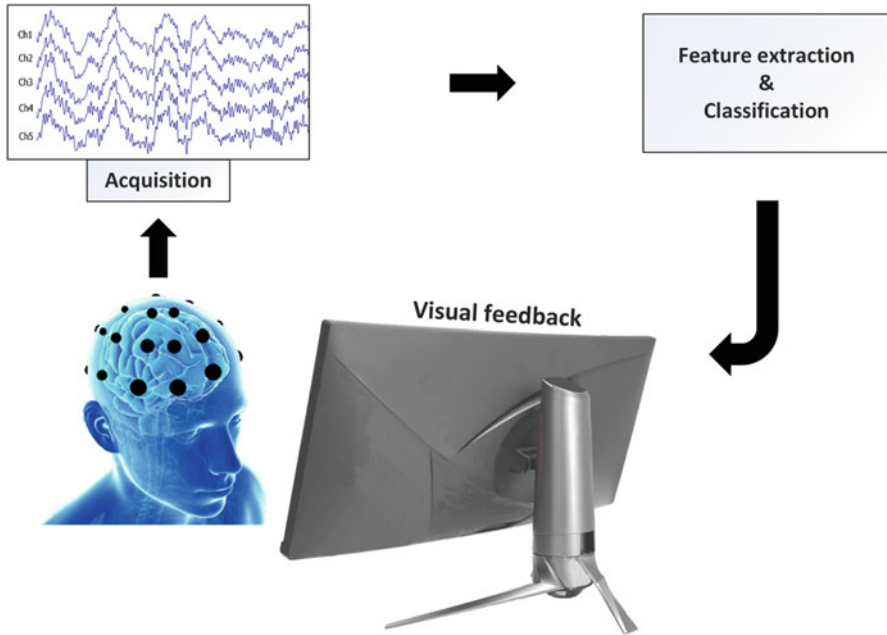 Ch1
Ch2
Ch3
Ch4
Ch5
Acquisition
Feature extraction
&
Classification
Visual feedback